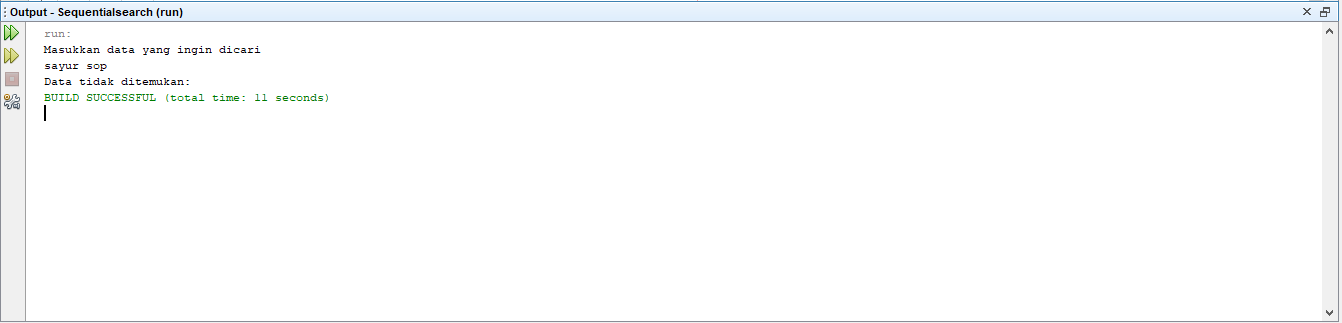 Output - Sequentialsearch (run)
run:
Masukkan data yang ingin dicari
sayur sop
Data tidak ditemukan:
BUILD SUCCESSFUL (total time: 11 seconds)